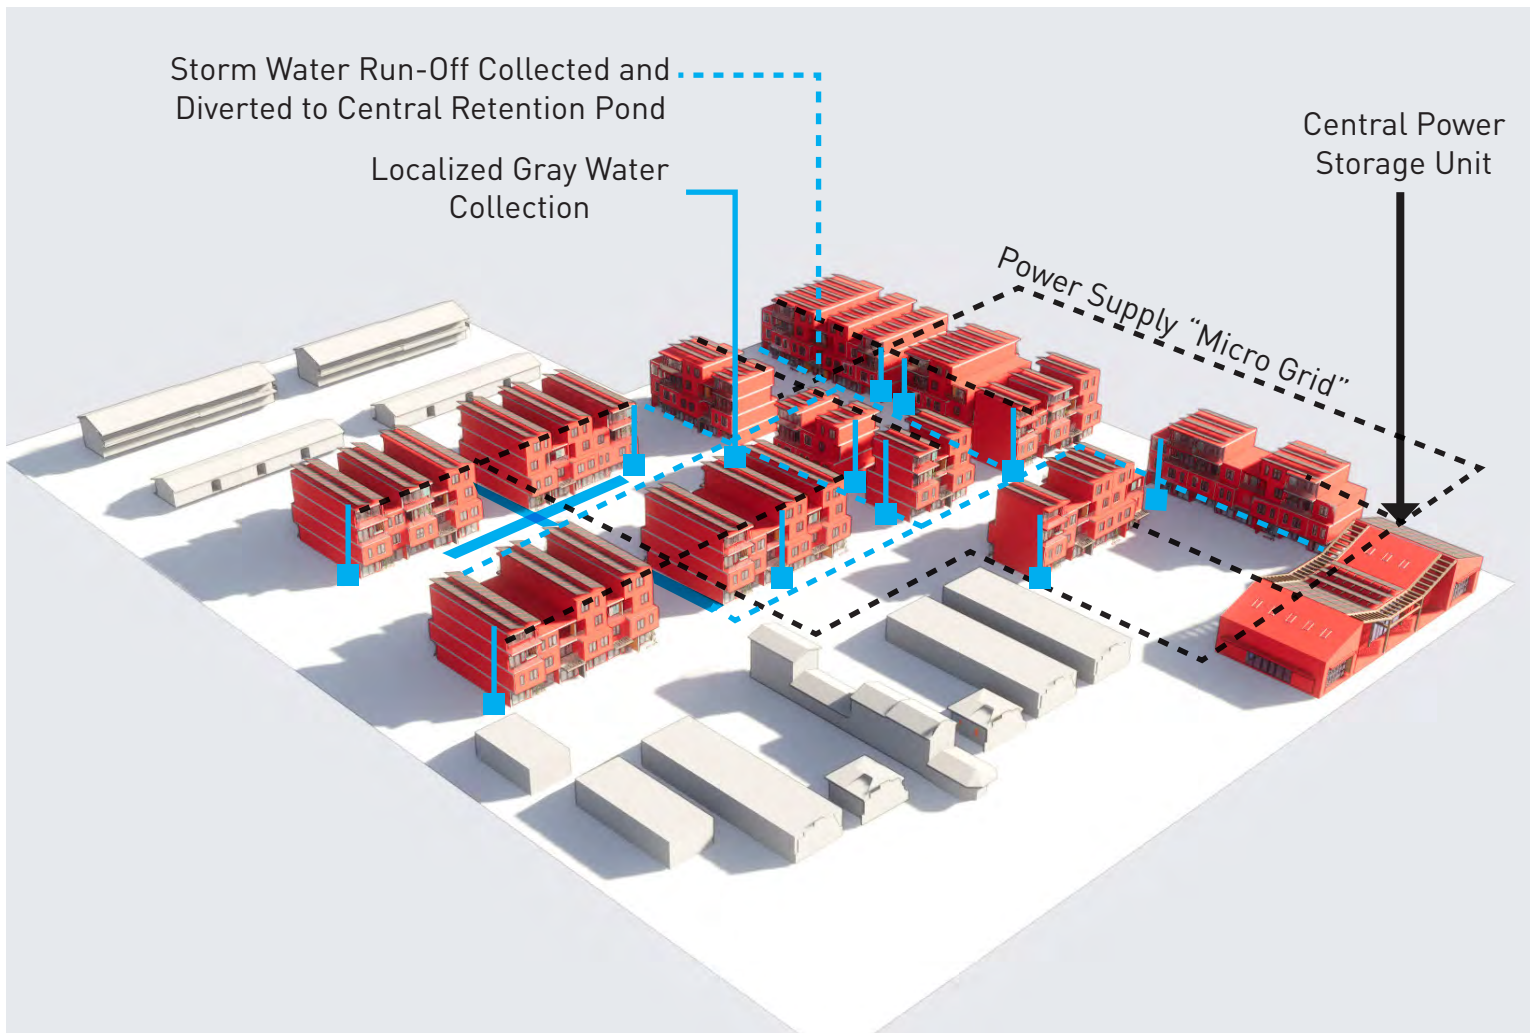 Storm Water Run-Off Collected and
Diverted to Central Retention Pond
Localized Gray Water
Collection
Central Power
Storage Unit
Power Supply “Micro Grid”